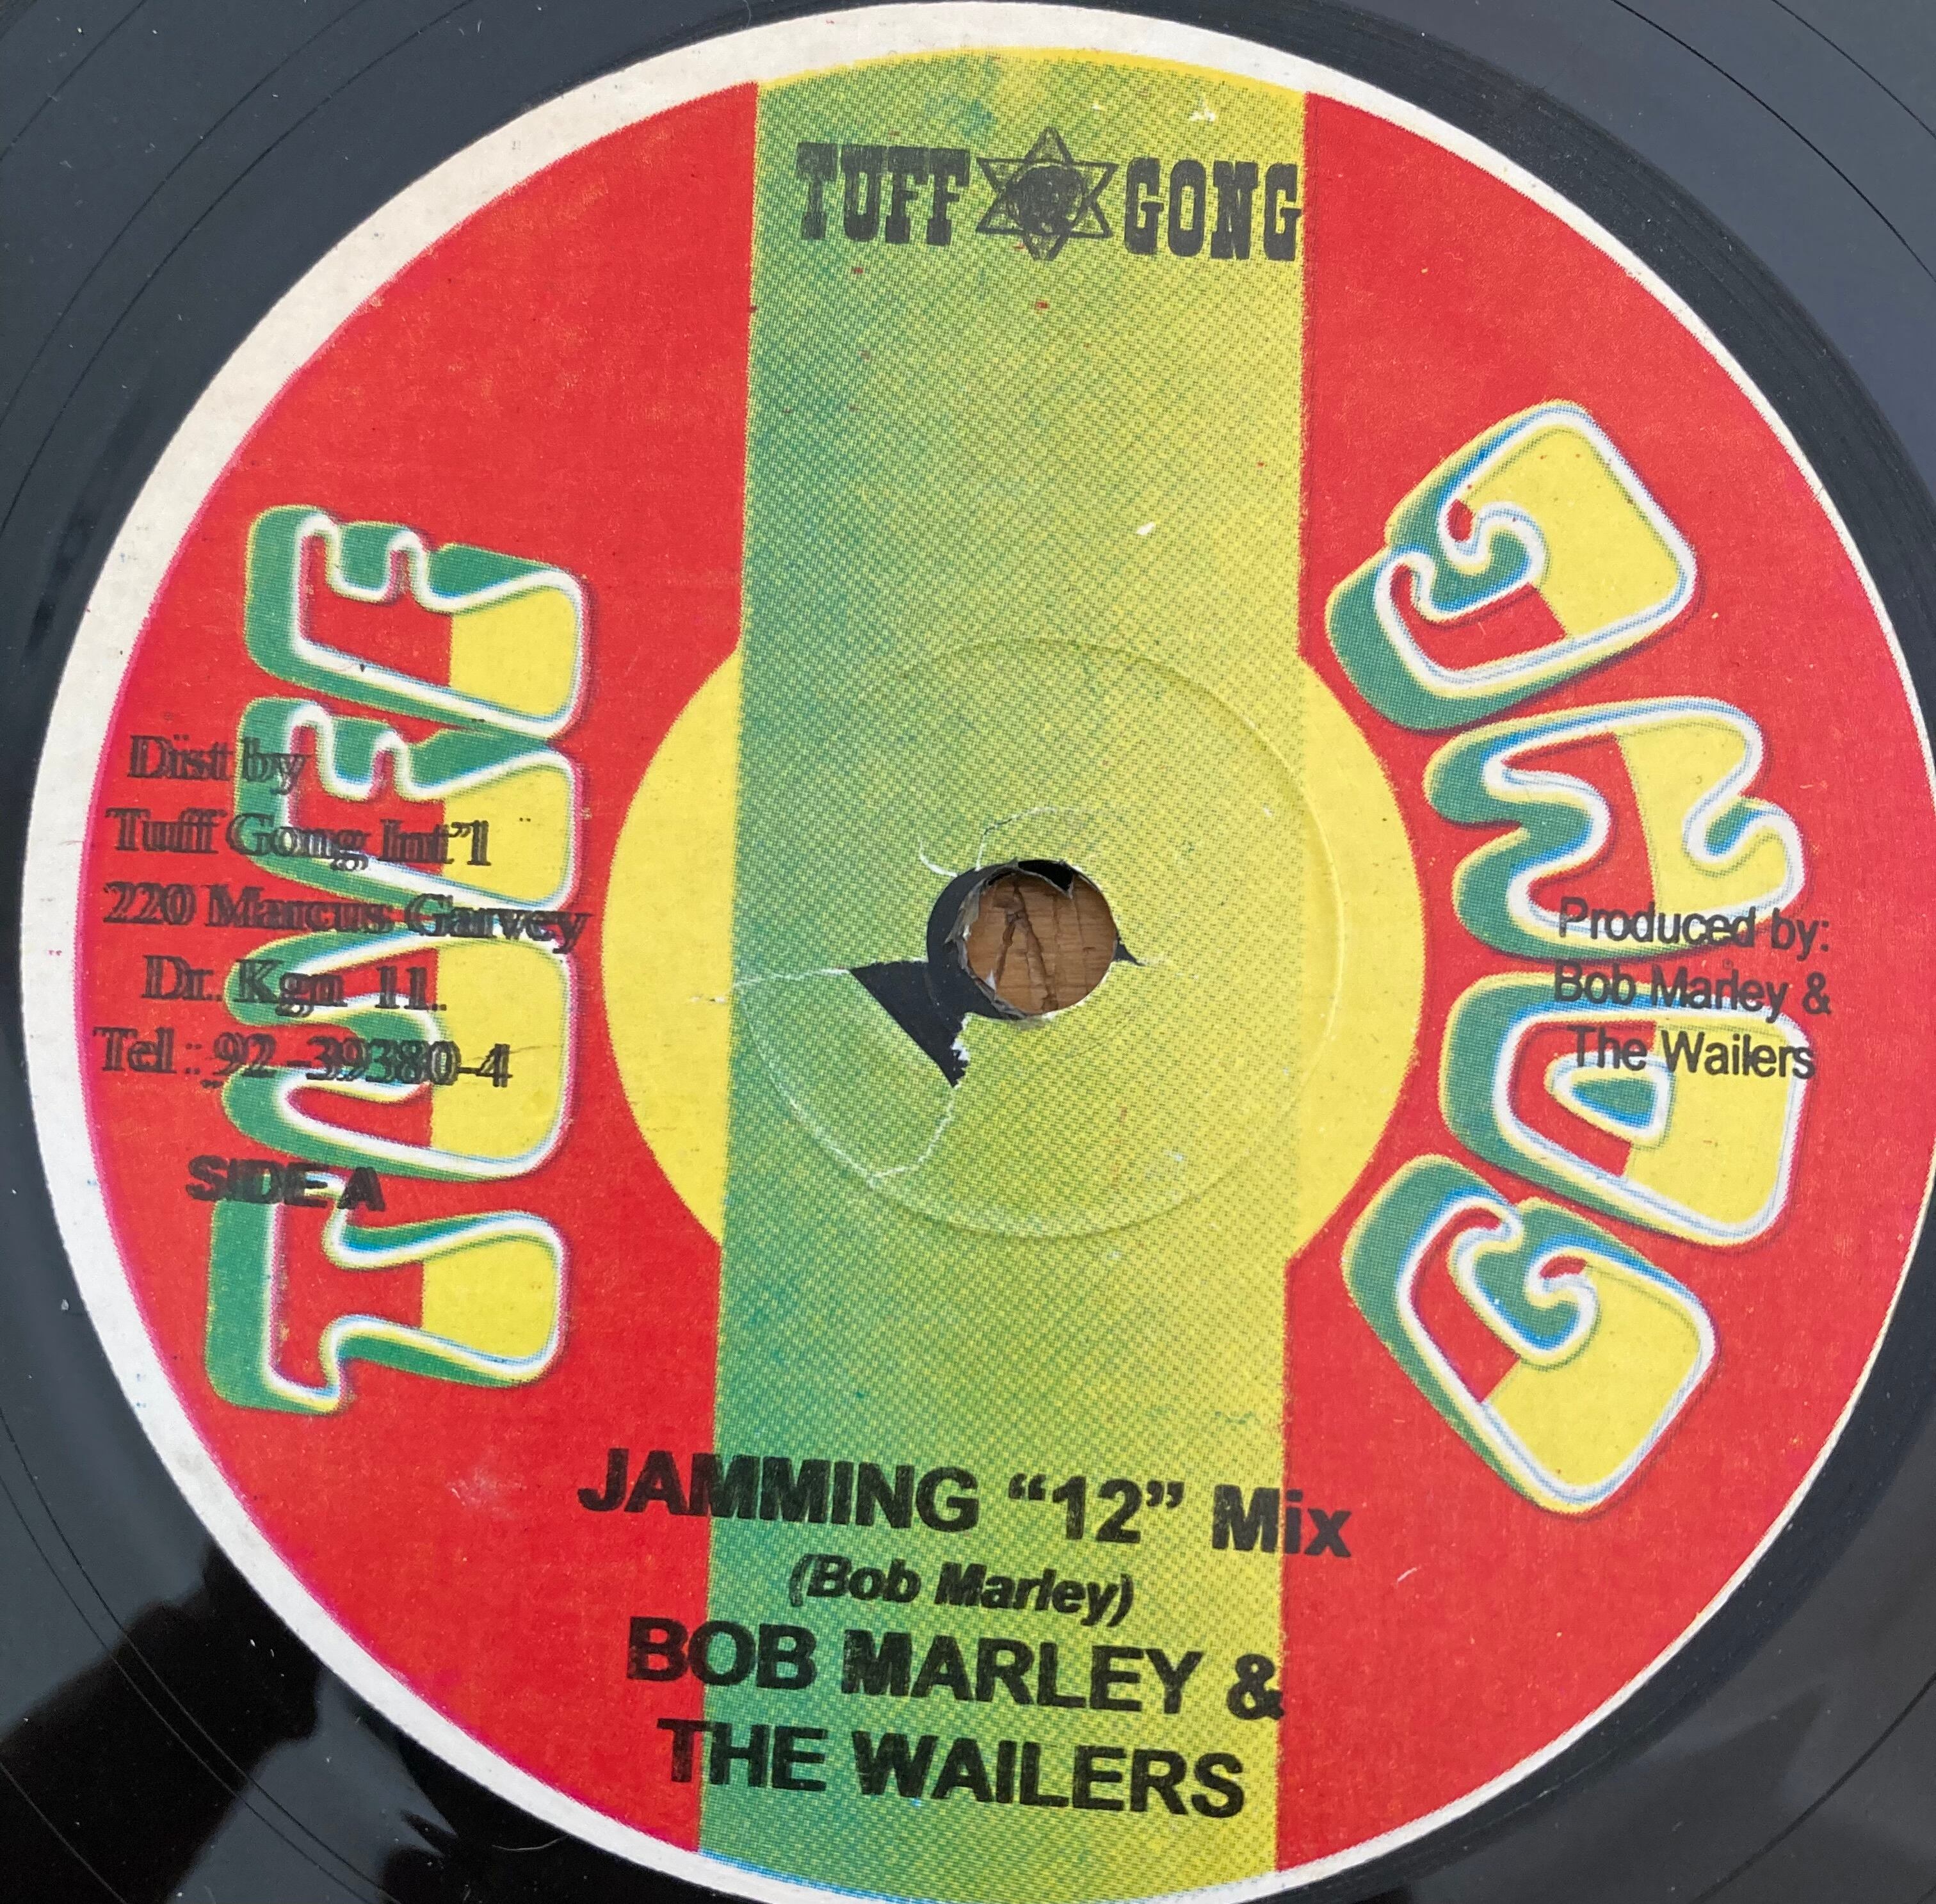 TUFF GONG
TUFF
GONG
Dist by
Tuff Gong Int"l
220 Marcus Garvey
Dr. Kgn 11.
Tel : 92-39380-4
SIDE A
Produced by:
Bob Marley &
The Wailers
JAMMING “12” Mix
(Bob Marley)
BOB MARLEY &
THE WAILERS